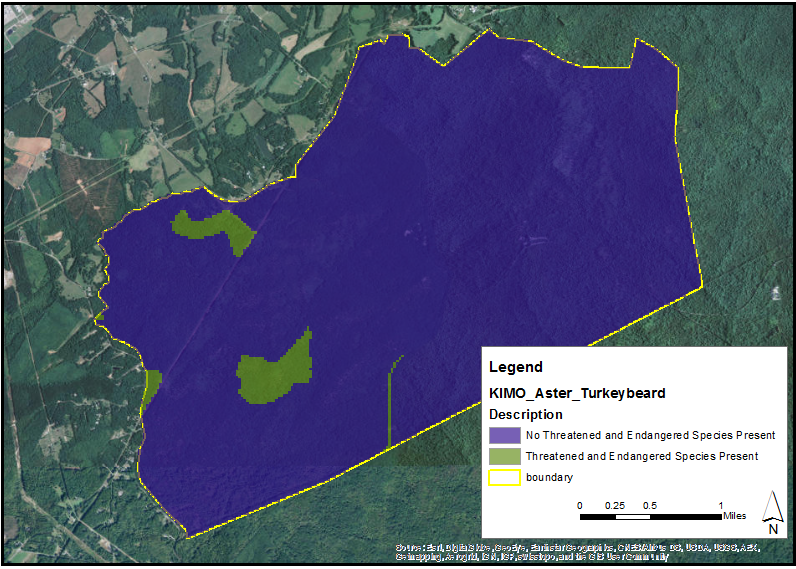 Legend
KIMO_Aster_Turkeybeard
Description
No Threatened and Endangered Species Present
Threatened and Endangered Species Present
boundary
0 0.25 0.5 1
Miles
N
Source: Esri, DigitalGlobe, GeoEye, Earthstar Geographics, CNES/Airbus DS, USDA, USGS, AEX,
Getmapping, Aerogrid, IGN, IGP, swisstopo, and the GIS User Community